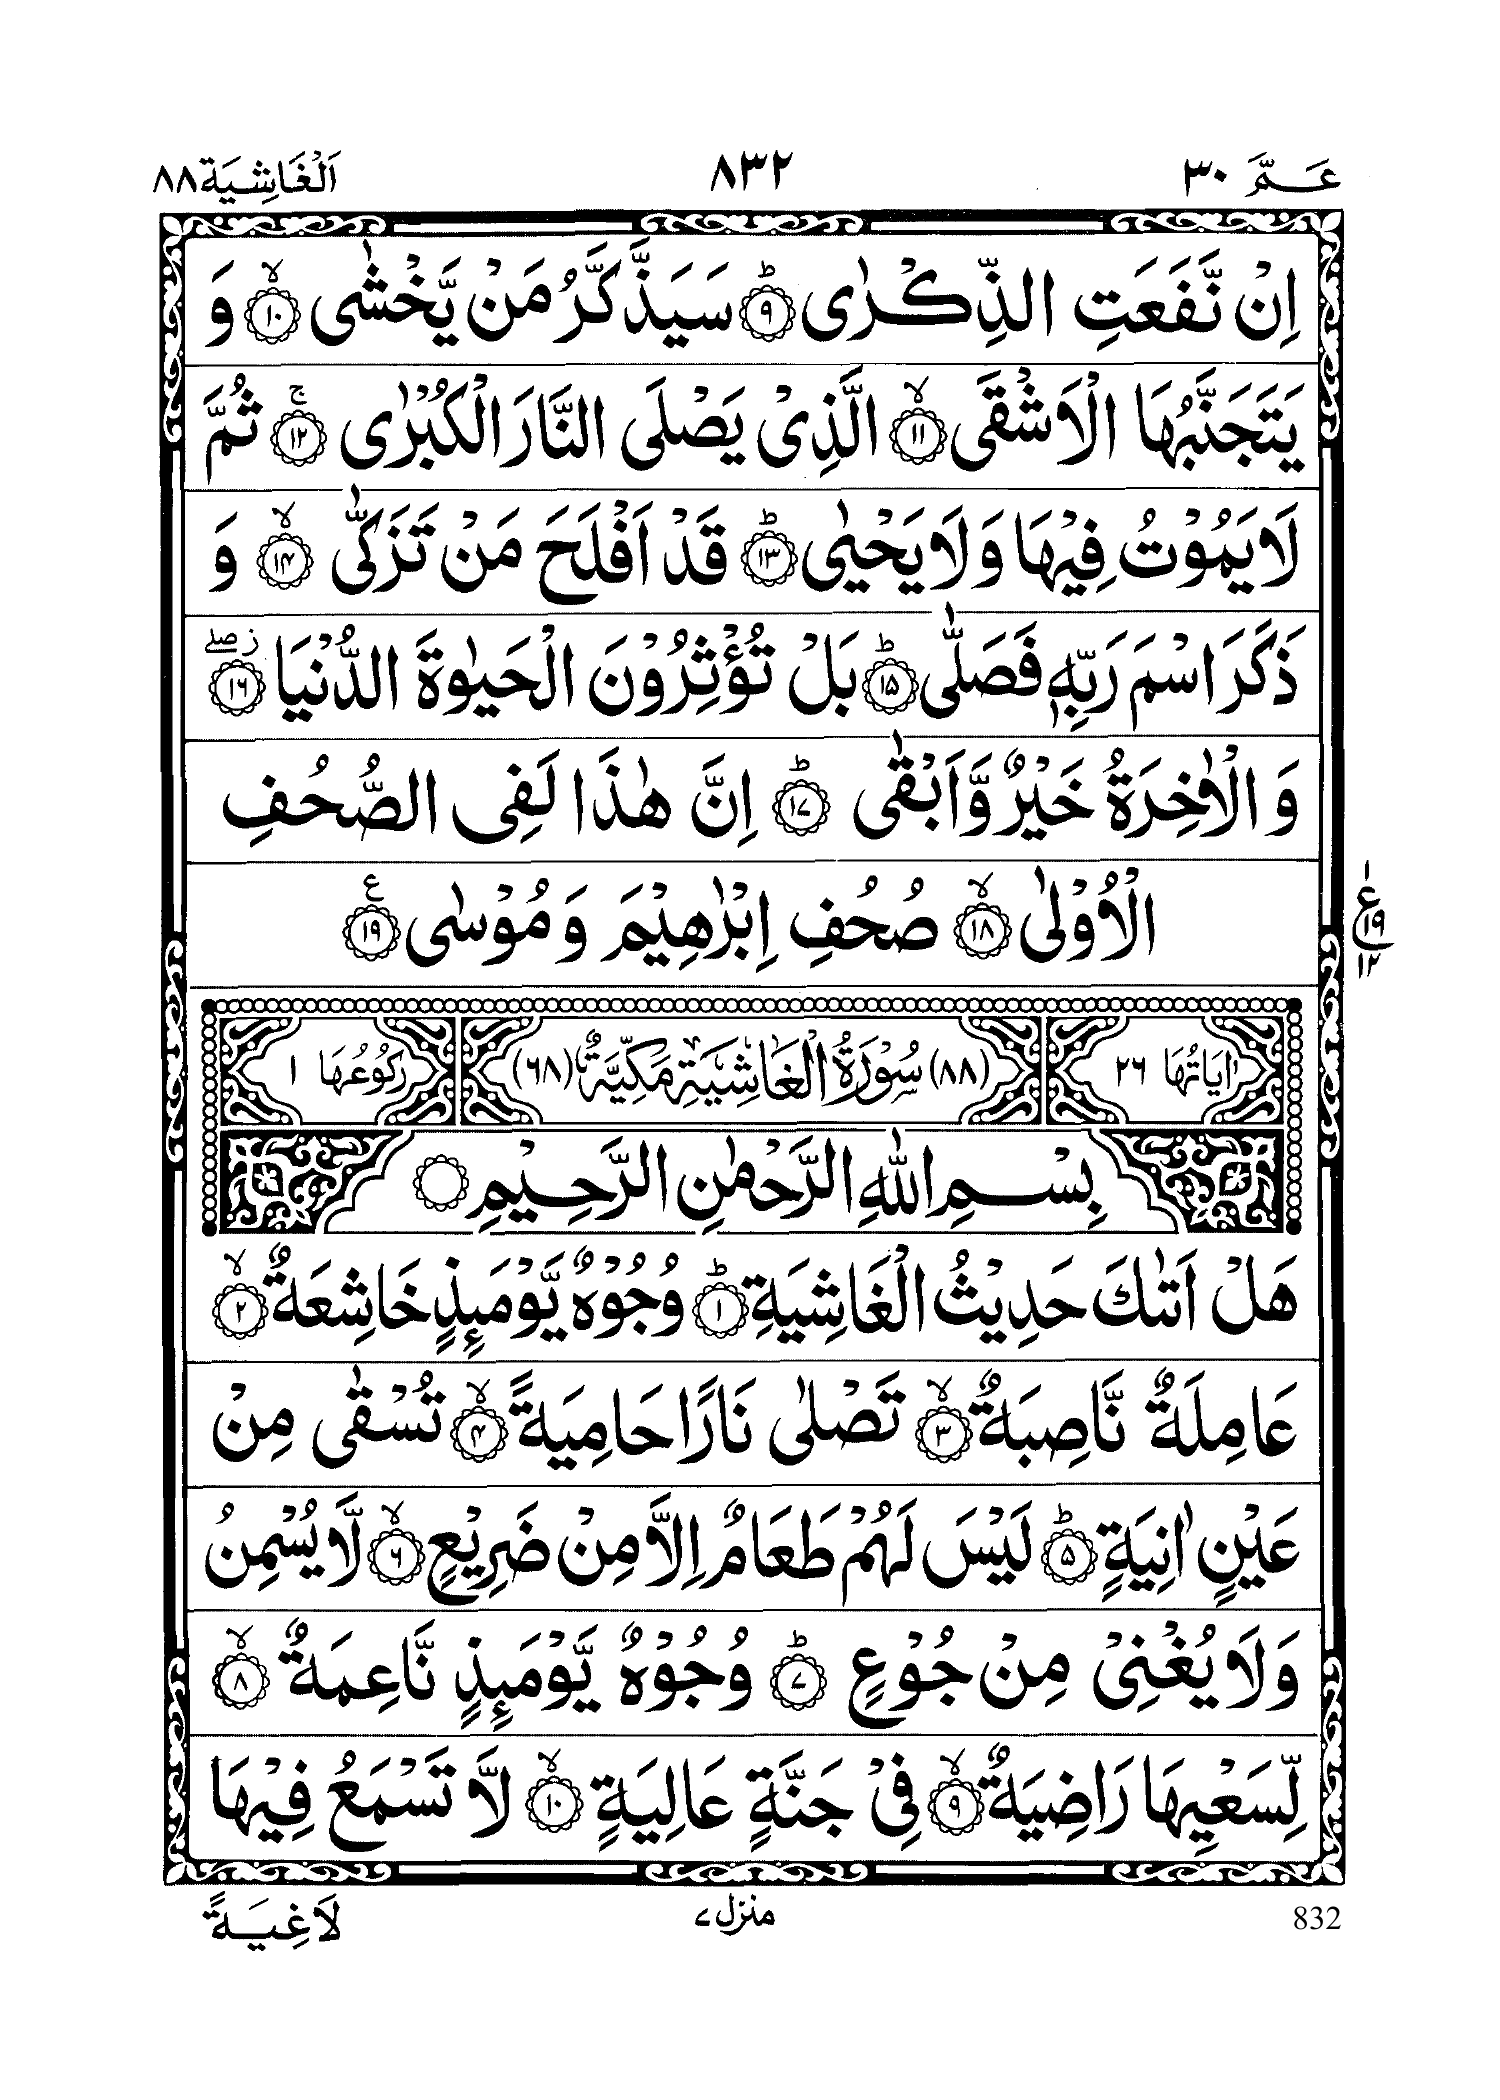 عَـمَّ ٣٠
٨٣٢
اَلْغَاشِيَة ٨٨
اِنْ نَّفَعَتِ الذِّكْرٰى ؕ ﴿۹﴾ سَيَذَّكَّرُ مَنْ يَّخْشٰى ۙ ﴿۱۰﴾ وَ
يَتَجَنَّبُهَا الْاَشْقَى ۙ ﴿۱۱﴾ الَّذِىْ يَصْلَى النَّارَ الْكُبْرٰى ۚ ﴿۱۲﴾ ثُمَّ
لَا يَمُوْتُ فِيْهَا وَلَا يَحْيٰى ؕ ﴿۱۳﴾ قَدْ اَفْلَحَ مَنْ تَزَكّٰى ۙ ﴿۱۴﴾ وَ
ذَكَرَ اسْمَ رَبِّهٖ فَصَلّٰى ؕ ﴿۱۵﴾ بَلْ تُؤْثِرُوْنَ الْحَيٰوةَ الدُّنْيَا ز صلے ﴿۱۶﴾
وَ الْاٰخِرَةُ خَيْرٌ وَّاَبْقٰى ؕ ﴿۱۷﴾ اِنَّ هٰذَا لَفِى الصُّحُفِ
الْاُوْلٰى ۙ ﴿۱۸﴾ صُحُفِ اِبْرٰهِيْمَ وَمُوْسٰى ع ﴿۱۹﴾
١ ع ١٩ ١٢
اٰيَاتُهَا ٢٦
(٨٨) سُوْرَةُ الْغَاشِيَةِ مَكِّيَّةٌ (٦٨)
رُكُوْعُهَا ١
بِسْمِ اللّٰهِ الرَّحْمٰنِ الرَّحِيْمِ
هَلْ اَتٰىكَ حَدِيْثُ الْغَاشِيَةِ ؕ ﴿۱﴾ وُجُوْهٌ يَّوْمَئِذٍ خَاشِعَةٌ ۙ ﴿۲﴾
عَامِلَةٌ نَّاصِبَةٌ ۙ ﴿۳﴾ تَصْلٰى نَارًا حَامِيَةً ۙ ﴿۴﴾ تُسْقٰى مِنْ
عَيْنٍ اٰنِيَةٍ ؕ ﴿۵﴾ لَيْسَ لَهُمْ طَعَامٌ اِلَّا مِنْ ضَرِيْعٍ ۙ ﴿۶﴾ لَّا يُسْمِنُ
وَلَا يُغْنِىْ مِنْ جُوْعٍ ؕ ﴿۷﴾ وُجُوْهٌ يَّوْمَئِذٍ نَّاعِمَةٌ ۙ ﴿۸﴾
لِّسَعْيِهَا رَاضِيَةٌ ۙ ﴿۹﴾ فِىْ جَنَّةٍ عَالِيَةٍ ۙ ﴿۱۰﴾ لَّا تَسْمَعُ فِيْهَا
832
منزل ۷
لَاغِيَةً